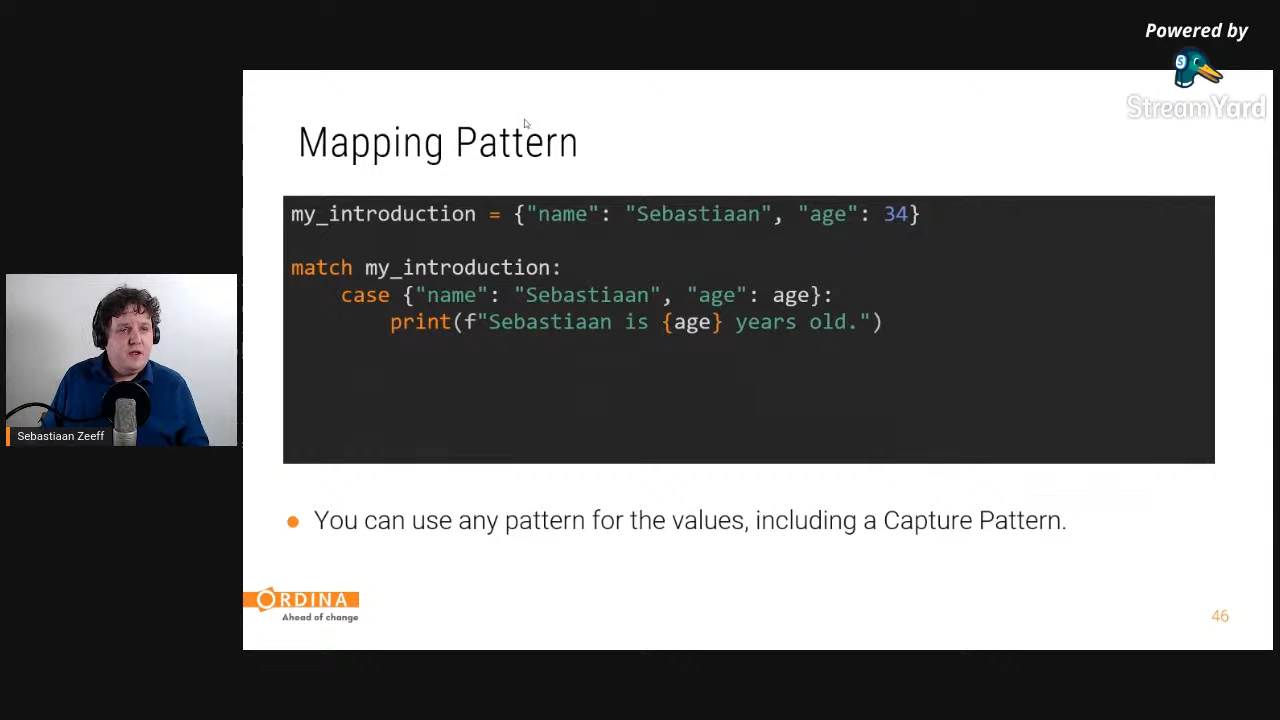 Powered by
StreamYard
Mapping Pattern
my_introduction = {"name": "Sebastiaan", "age": 34}
match my_introduction:
case {"name": "Sebastiaan", "age": age}:
print(f"Sebastiaan is {age} years old.")
Sebastiaan Zeeff
You can use any pattern for the values, including a Capture Pattern.
ORDINA
Ahead of change
46